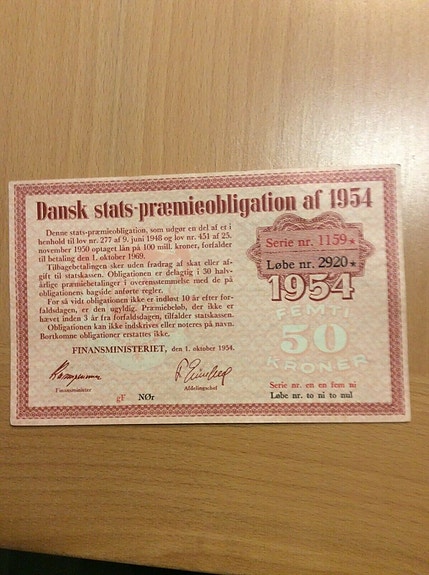 Dansk stats-præmieobligation af 1954
Denne stats-præmieobligation, som udgør en del af et i
henhold til lov nr. 277 af 9. juni 1948 og lov nr. 451 af 25.
november 1950 optaget lån på 100 mill. kroner, forfalder
til betaling den 1. oktober 1969.
Tilbagebetalingen sker uden fradrag af skat eller af-
gift til statskassen. Obligationen er delagtig i 30 halv-
årlige præmiebetalinger i overensstemmelse med de på
obligationens bagside anførte regler.
For så vidt obligationen ikke er indløst 10 år efter for-
faldsdagen, er den ugyldig. Præmiebeløb, der ikke er
hævet inden 3 år fra forfaldsdagen, tilfalder statskassen.
Obligationen kan ikke indskrives eller noteres på navn.
Bortkomne obligationer erstattes ikke.
FINANSMINISTERIET, den 1. oktober 1954.
Finansminister
Afdelingschef
gF NØr
Serie nr. 1159*
Løbe nr. 2920*
1954
FEMTI
50
KRONER
Serie nr. en en fem ni
Løbe nr. to ni to nul